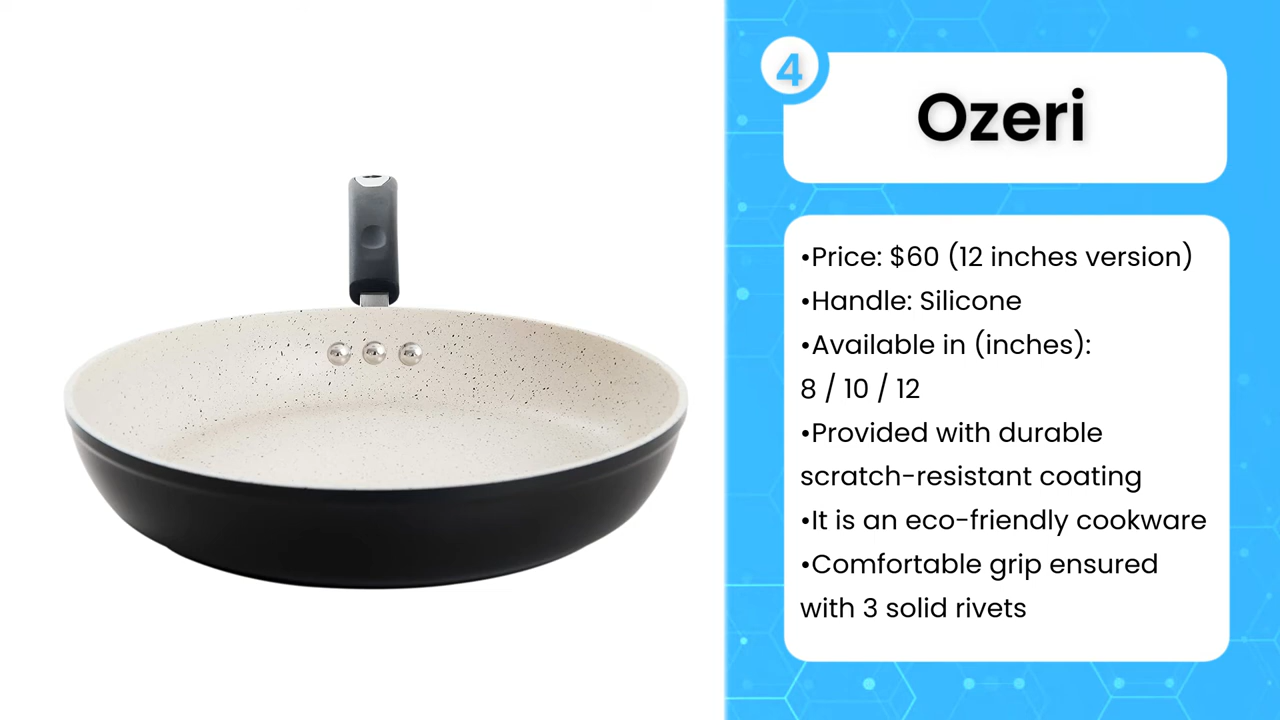 4
Ozeri
•Price: $60 (12 inches version)
•Handle: Silicone
•Available in (inches):
8 / 10 / 12
•Provided with durable
scratch-resistant coating
•It is an eco-friendly cookware
•Comfortable grip ensured
with 3 solid rivets